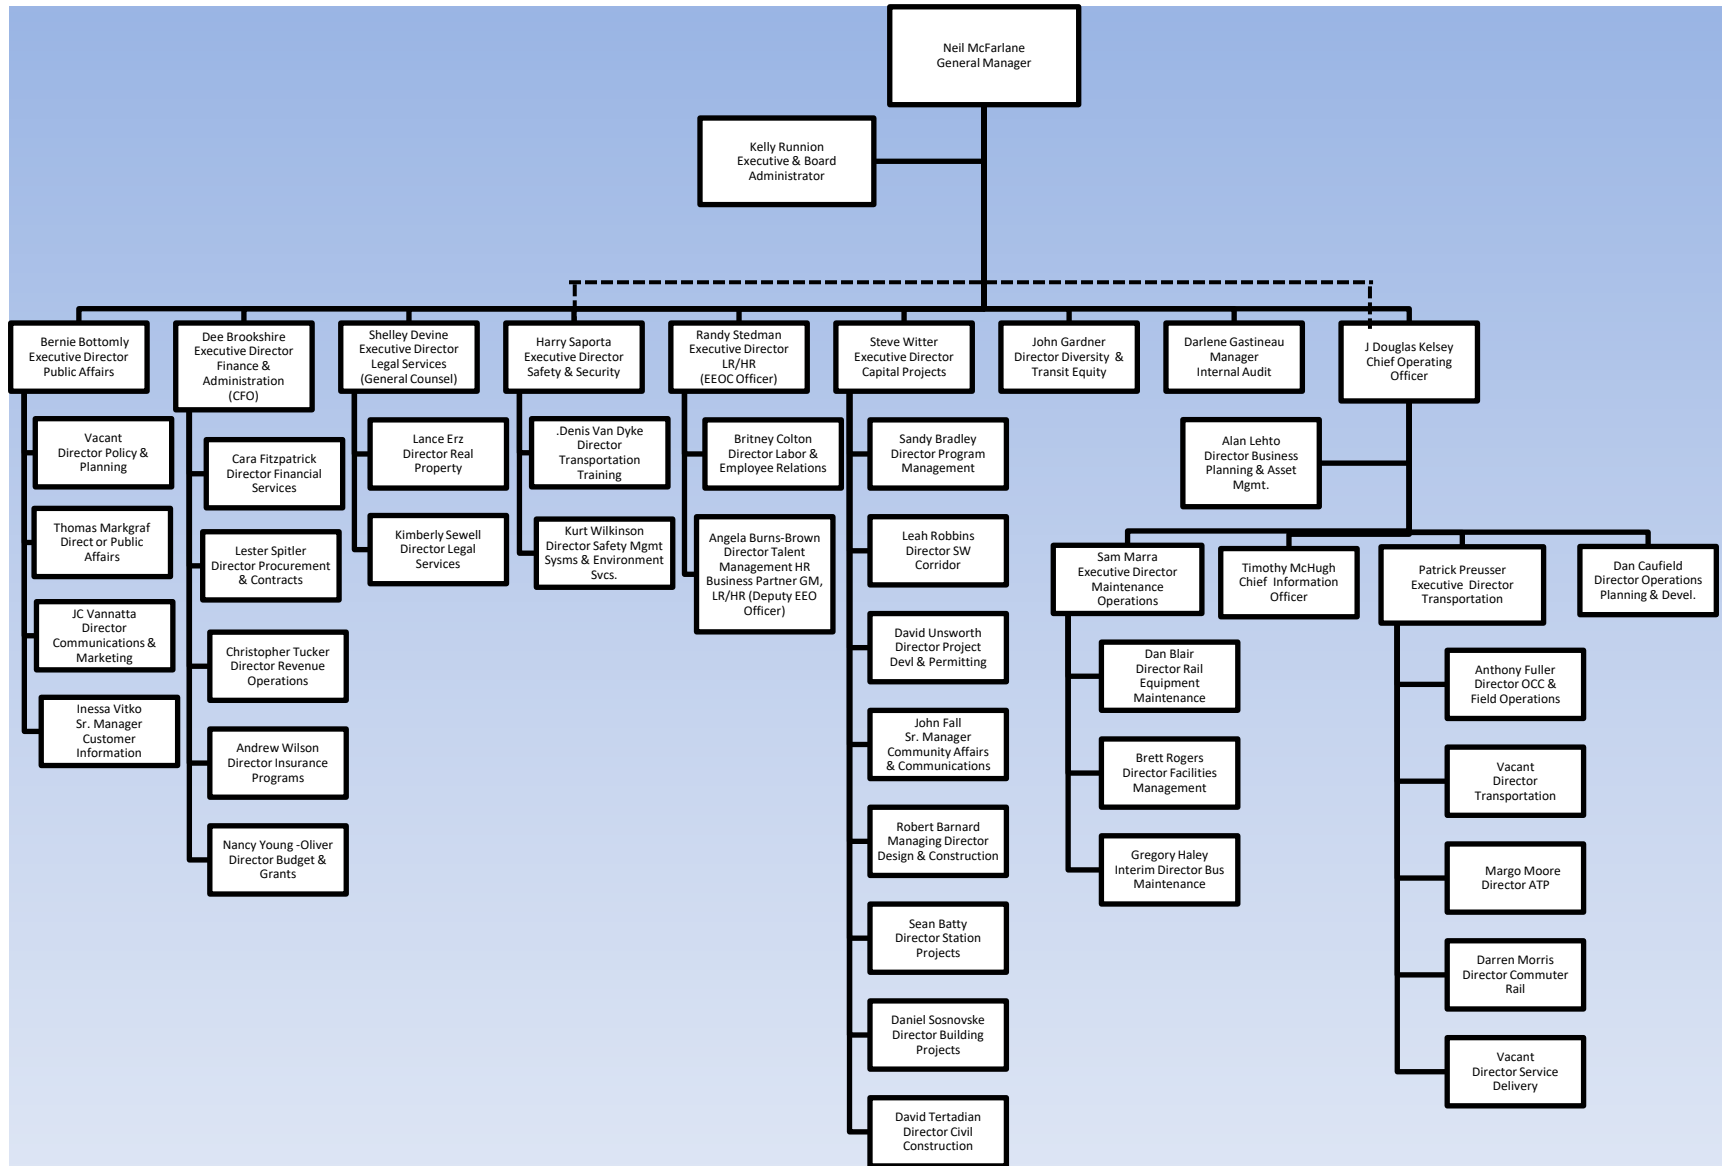 Neil McFarlane
General Manager
Kelly Runnion
Executive & Board
Administrator
Bernie Bottomly
Executive Director
Public Affairs
Dee Brookshire
Executive Director
Finance &
Administration
(CFO)
Shelley Devine
Executive Director
Legal Services
(General Counsel)
Harry Saporta
Executive Director
Safety & Security
Randy Stedman
Executive Director
LR/HR
(EEOC Officer)
Steve Witter
Executive Director
Capital Projects
John Gardner
Director Diversity &
Transit Equity
Darlene Gastineau
Manager
Internal Audit
J Douglas Kelsey
Chief Operating
Officer
Vacant
Director Policy &
Planning
Thomas Markgraf
Direct or Public
Affairs
JC Vannatta
Director
Communications &
Marketing
Inessa Vitko
Sr. Manager
Customer
Information
Cara Fitzpatrick
Director Financial
Services
Lester Spitler
Director Procurement
& Contracts
Christopher Tucker
Director Revenue
Operations
Andrew Wilson
Director Insurance
Programs
Nancy Young -Oliver
Director Budget &
Grants
Lance Erz
Director Real
Property
Kimberly Sewell
Director Legal
Services
.Denis Van Dyke
Director
Transportation
Training
Kurt Wilkinson
Director Safety Mgmt
Sysms & Environment
Svcs.
Britney Colton
Director Labor &
Employee Relations
Angela Burns-Brown
Director Talent
Management HR
Business Partner GM,
LR/HR (Deputy EEO
Officer)
Sandy Bradley
Director Program
Management
Leah Robbins
Director SW
Corridor
David Unsworth
Director Project
Devl & Permitting
John Fall
Sr. Manager
Community Affairs
& Communications
Robert Barnard
Managing Director
Design & Construction
Sean Batty
Director Station
Projects
Daniel Sosnovske
Director Building
Projects
David Tertadian
Director Civil
Construction
Alan Lehto
Director Business
Planning & Asset
Mgmt.
Sam Marra
Executive Director
Maintenance
Operations
Timothy McHugh
Chief Information
Officer
Patrick Preusser
Executive Director
Transportation
Dan Caufield
Director Operations
Planning & Devel.
Dan Blair
Director Rail
Equipment
Maintenance
Brett Rogers
Director Facilities
Management
Gregory Haley
Interim Director Bus
Maintenance
Anthony Fuller
Director OCC &
Field Operations
Vacant
Director
Transportation
Margo Moore
Director ATP
Darren Morris
Director Commuter
Rail
Vacant
Director Service
Delivery